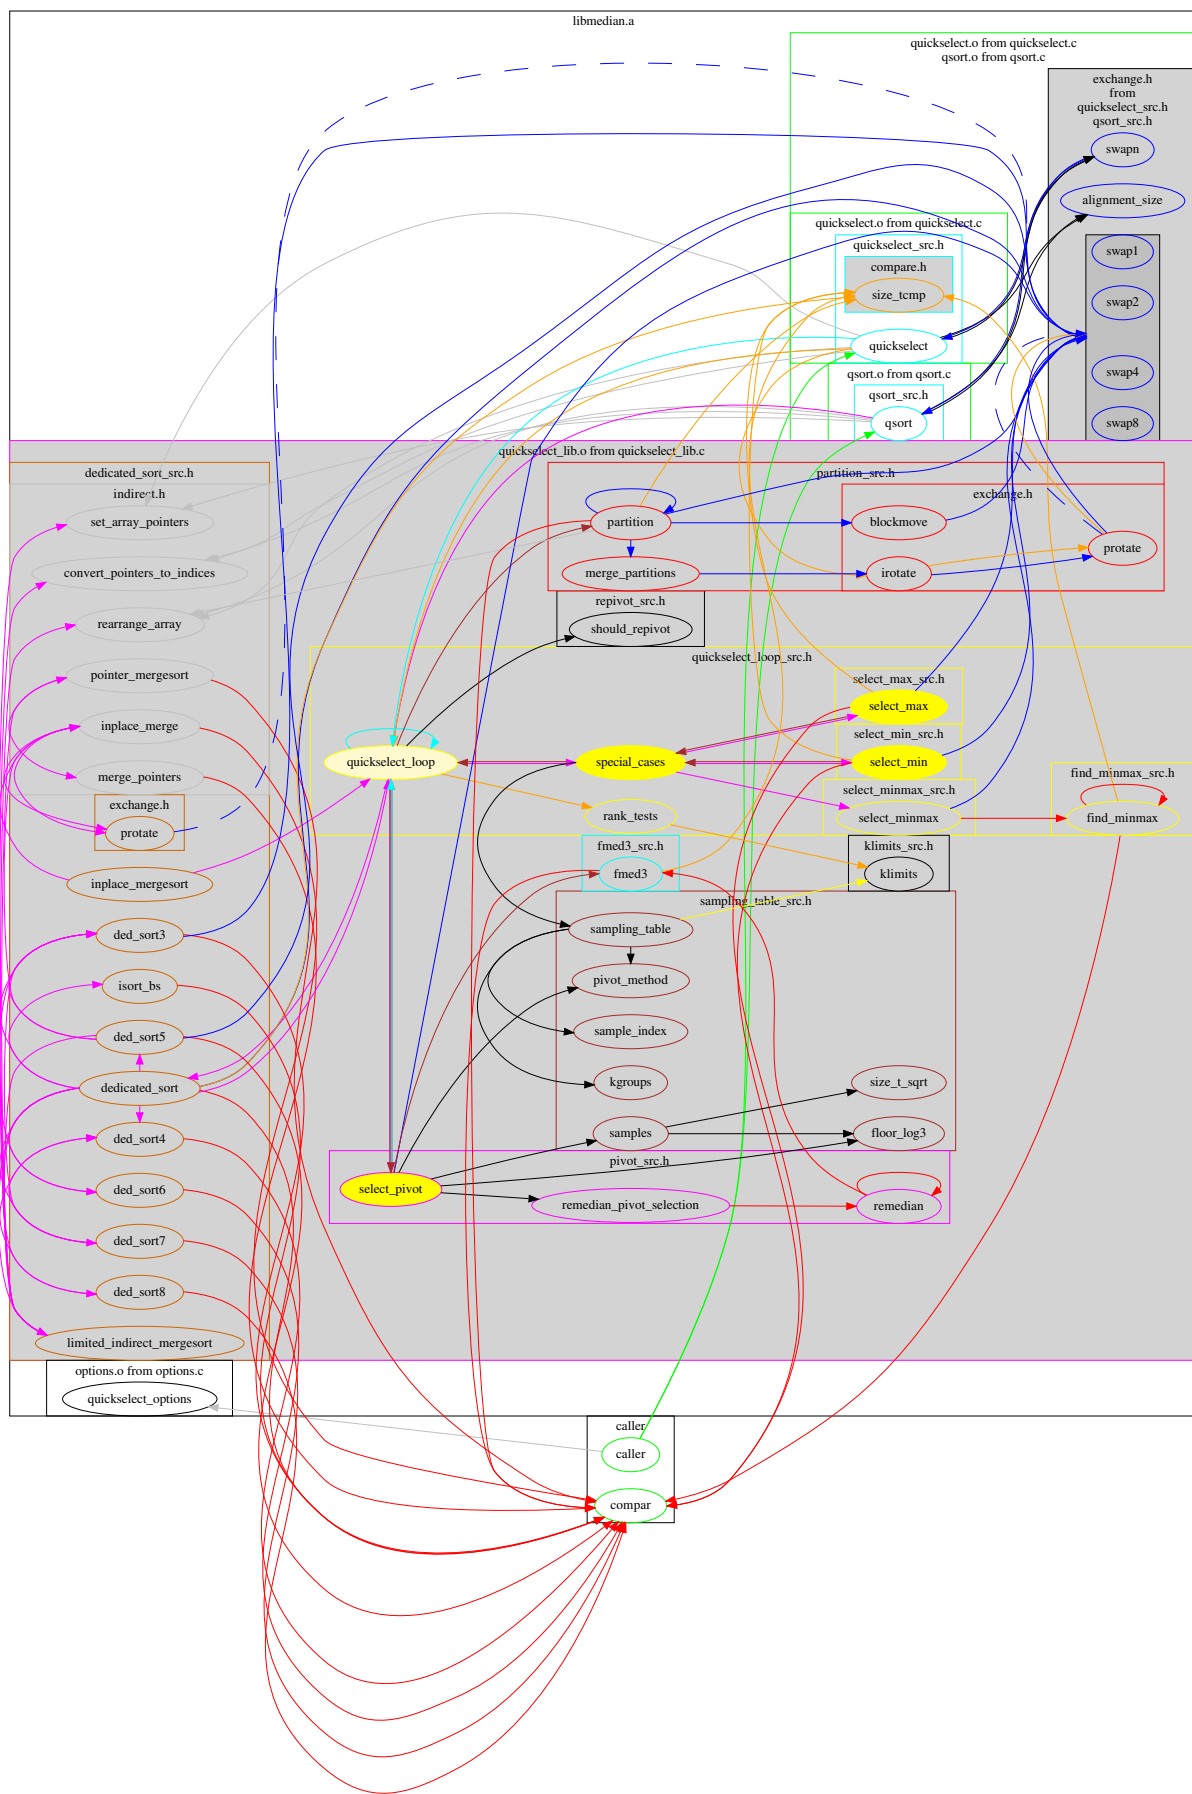 libmedian.a
quickselect.o from quickselect.c
qsort.o from qsort.c
exchange.h
from
quickselect_src.h
qsort_src.h
swapn
alignment_size
swap1
swap2
swap4
swap8
quickselect.o from quickselect.c
quickselect_src.h
compare.h
size_tcmp
quickselect
qsort.o from qsort.c
qsort_src.h
qsort
quickselect_lib.o from quickselect_lib.c
dedicated_sort_src.h
indirect.h
set_array_pointers
convert_pointers_to_indices
rearrange_array
pointer_mergesort
inplace_merge
merge_pointers
exchange.h
protate
inplace_mergesort
ded_sort3
isort_bs
ded_sort5
dedicated_sort
ded_sort4
ded_sort6
ded_sort7
ded_sort8
limited_indirect_mergesort
partition_src.h
exchange.h
partition
blockmove
protate
merge_partitions
irotate
repivot_src.h
should_repivot
quickselect_loop_src.h
select_max_src.h
select_max
select_min_src.h
quickselect_loop
special_cases
select_min
select_minmax_src.h
find_minmax_src.h
rank_tests
select_minmax
find_minmax
fmed3_src.h
klimits_src.h
fmed3
klimits
sampling_table_src.h
sampling_table
pivot_method
sample_index
kgroups
size_t_sqrt
samples
floor_log3
pivot_src.h
select_pivot
remedian_pivot_selection
remedian
options.o from options.c
quickselect_options
caller
caller
compar